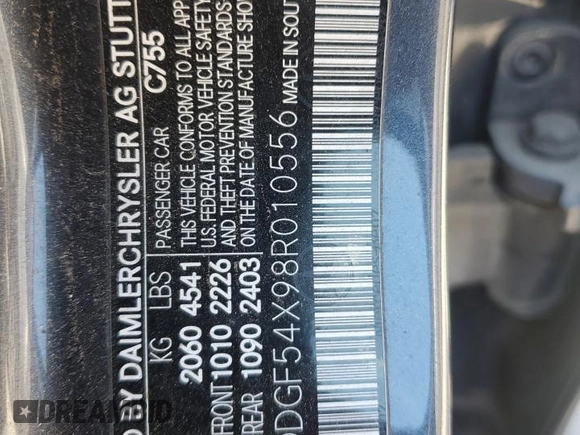 D BY DAIMLERCHRYSLER AG STUTT
C755
KG LBS PASSENGER CAR
2060 4541 THIS VEHICLE CONFORMS TO ALL APP
U.S. FEDERAL MOTOR VEHICLE SAFETY
FRONT 1010 2226 AND THEFT PREVENTION STANDARDS
REAR 1090 2403 ON THE DATE OF MANUFACTURE SHO
DGF54X98R010556 MADE IN SOUT
DREAMBID